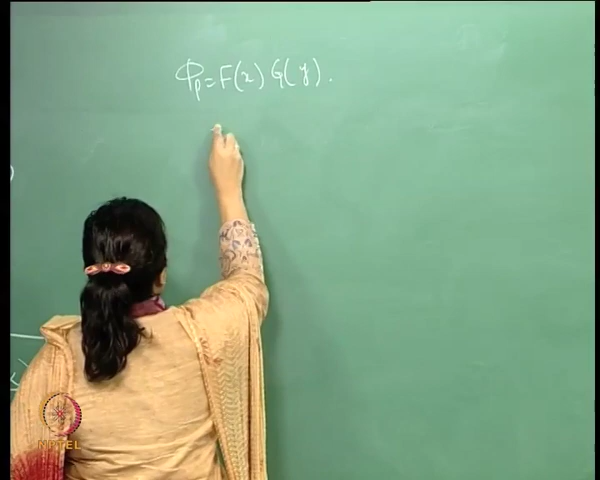 Φp = F(x) G(y).
NPTEL